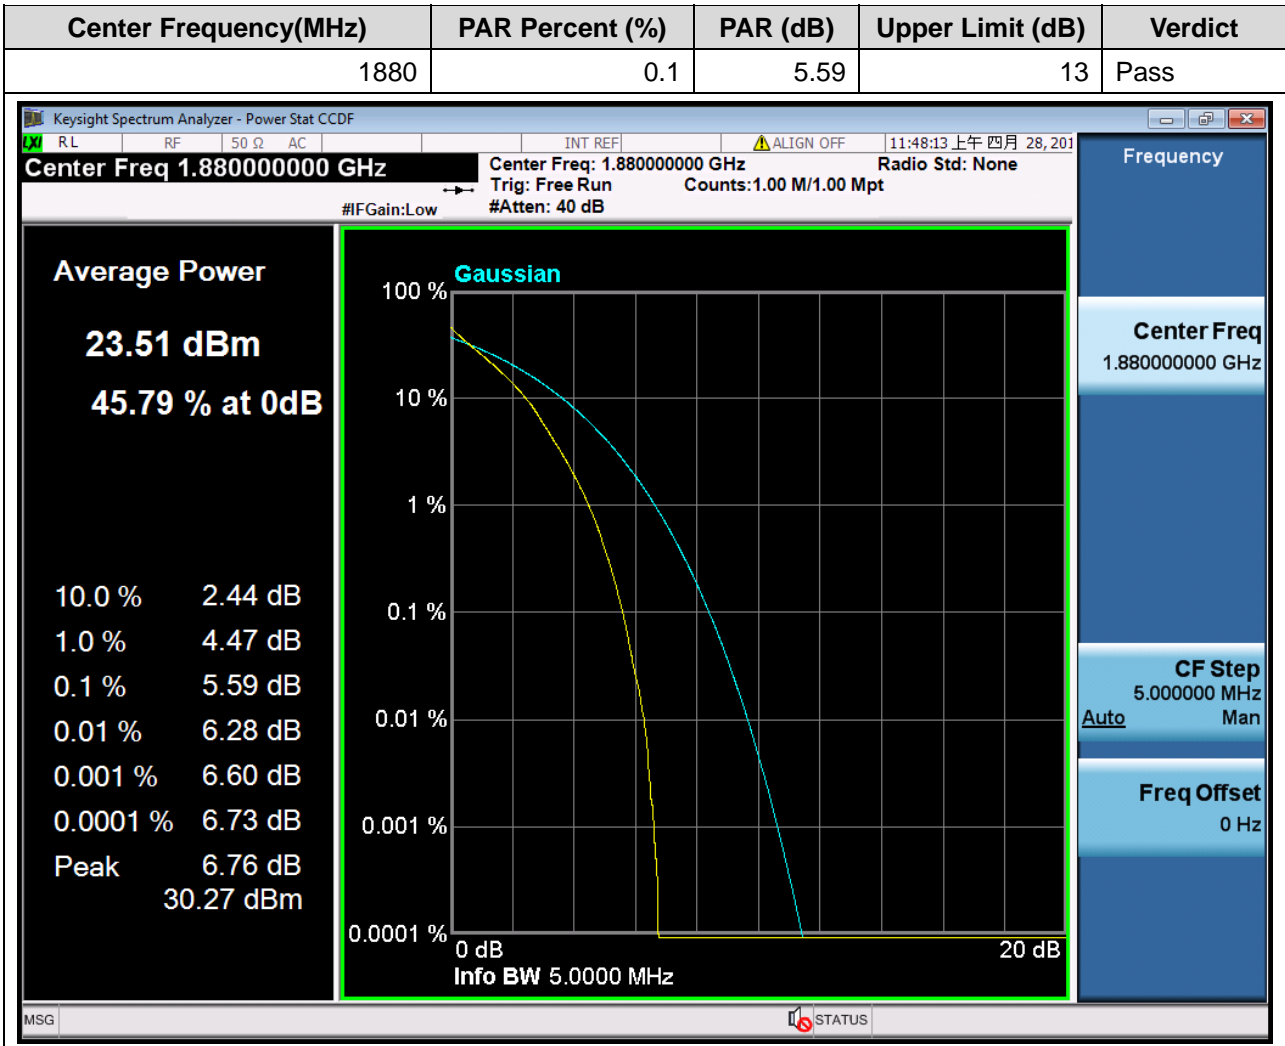 Center Frequency(MHz) PAR Percent (%) PAR (dB) Upper Limit (dB) Verdict
1880 0.1 5.59 13 Pass
Keysight Spectrum Analyzer - Power Stat CCDF
LXI RL RF 50 Ω AC INT REF ALIGN OFF 11:48:13 上午 四月 28, 201
Center Freq 1.880000000 GHz
Center Freq: 1.880000000 GHz Radio Std: None
Trig: Free Run Counts:1.00 M/1.00 Mpt
#IFGain:Low #Atten: 40 dB
Average Power
23.51 dBm
45.79 % at 0dB
10.0 % 2.44 dB
1.0 % 4.47 dB
0.1 % 5.59 dB
0.01 % 6.28 dB
0.001 % 6.60 dB
0.0001 % 6.73 dB
Peak 6.76 dB
30.27 dBm
Gaussian
100 %
10 %
1 %
0.1 %
0.01 %
0.001 %
0.0001 %
0 dB 20 dB
Info BW 5.0000 MHz
Frequency
Center Freq
1.880000000 GHz
CF Step
5.000000 MHz
Auto Man
Freq Offset
0 Hz
MSG STATUS